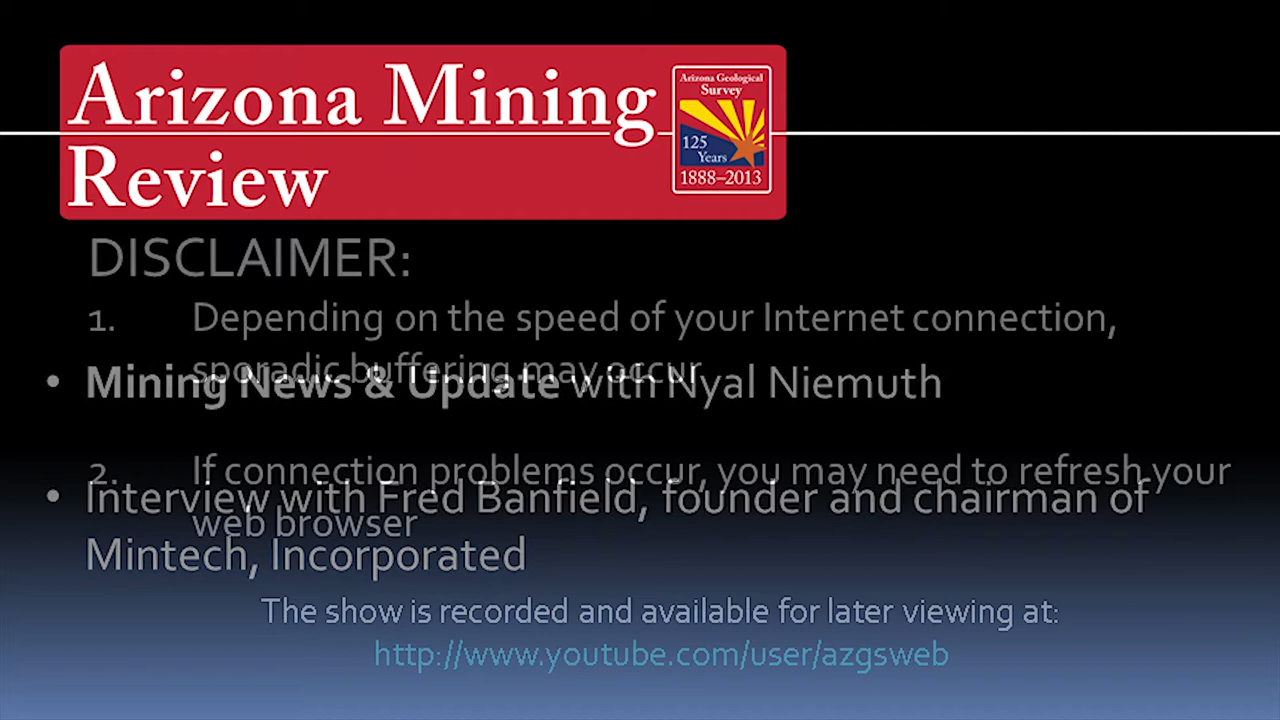 Arizona Mining
Review
Arizona Geological
Survey
125
Years
1888–2013
DISCLAIMER:
1. Depending on the speed of your Internet connection,
sporadic buffering may occur
• Mining News & Update with Nyal Niemuth
2. If connection problems occur, you may need to refresh your
• Interview with Fred Banfield, founder and chairman of
web browser
Mintech, Incorporated
The show is recorded and available for later viewing at:
http://www.youtube.com/user/azgsweb